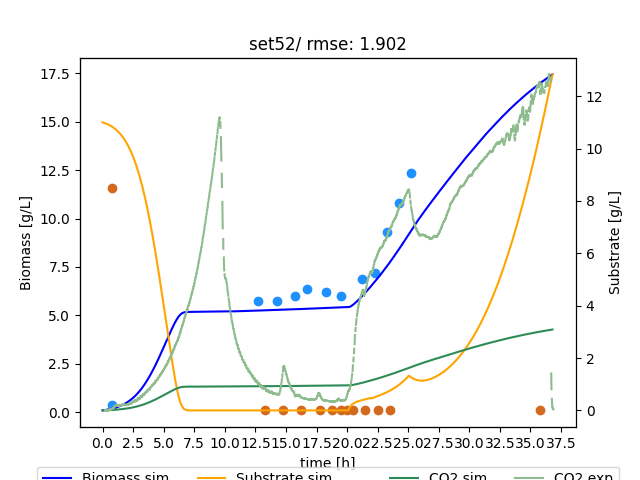 set52/ rmse: 1.902
17.5
15.0
12.5
10.0
7.5
5.0
2.5
0.0
Biomass [g/L]
12
10
8
6
4
2
0
Substrate [g/L]
0.0 2.5 5.0 7.5 10.0 12.5 15.0 17.5 20.0 22.5 25.0 27.5 30.0 32.5 35.0 37.5
time [h]
Biomass sim Substrate sim CO2 sim CO2 exp